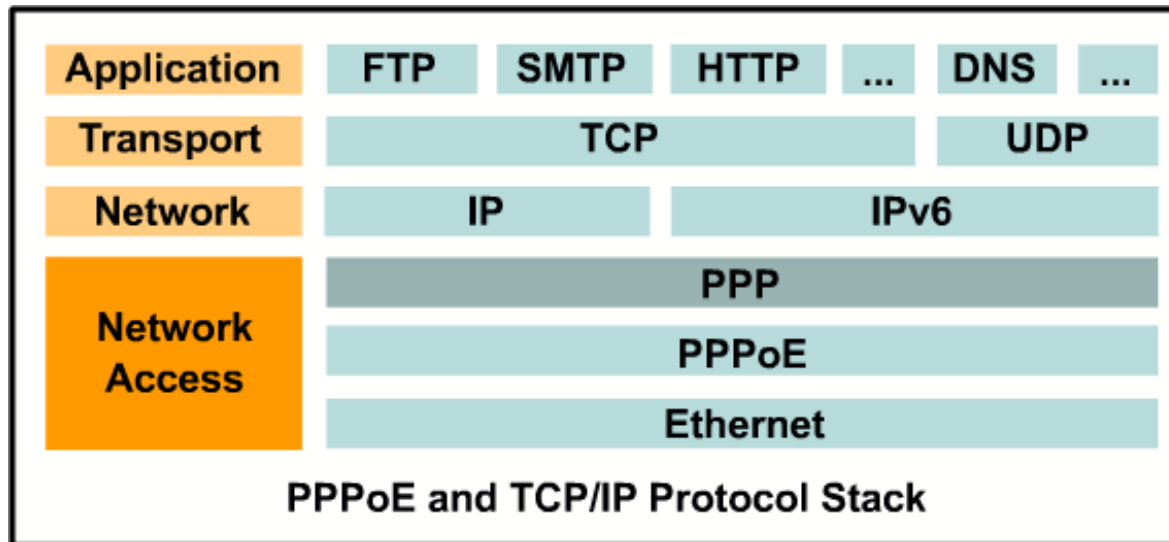 Application FTP SMTP HTTP ... DNS ...
Transport TCP UDP
Network IP IPv6
Network
Access
PPP
PPPoE
Ethernet
PPPoE and TCP/IP Protocol Stack